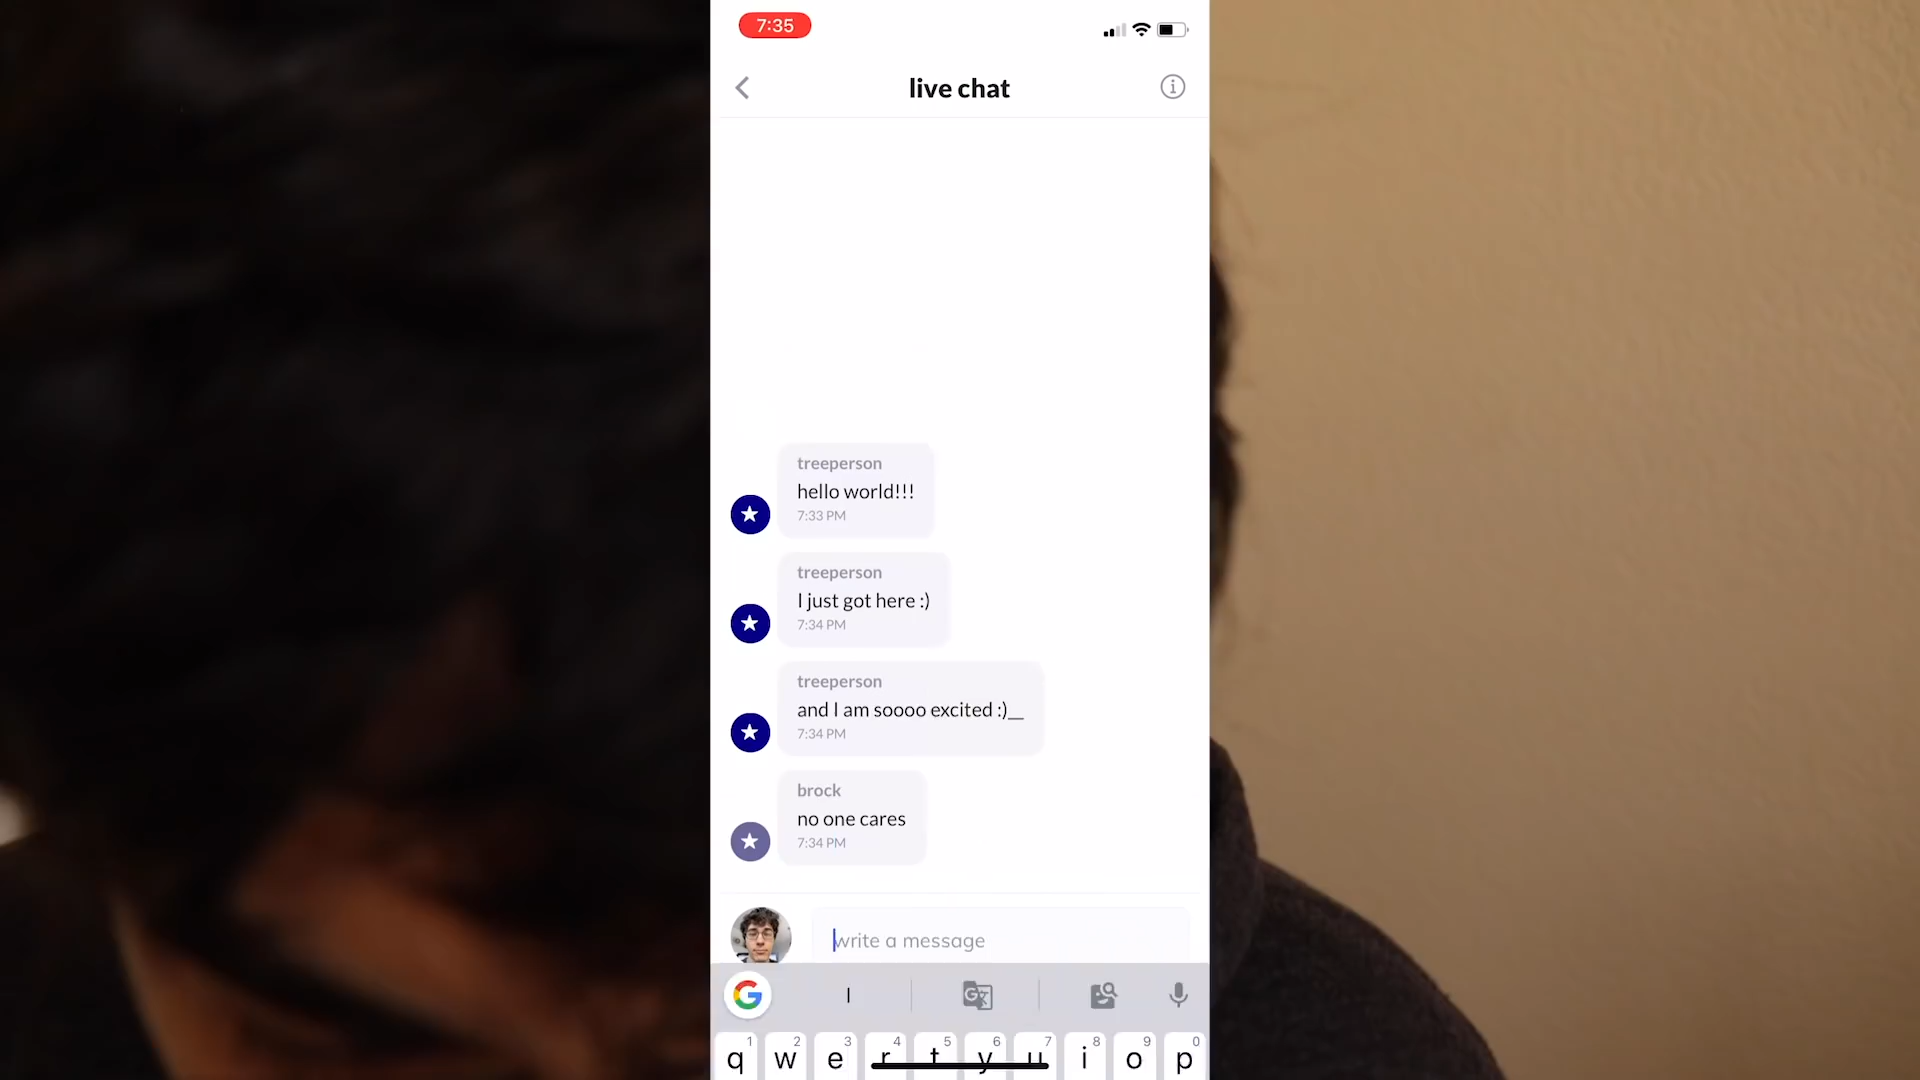 7:35
live chat
treeperson
hello world!!!
7:33 PM
treeperson
I just got here :)
7:34 PM
treeperson
and I am soooo excited :)__
7:34 PM
brock
no one cares
7:34 PM
write a message
G I
1 2 3 4 5 6 7 8 9 0
q w e r t y u i o p